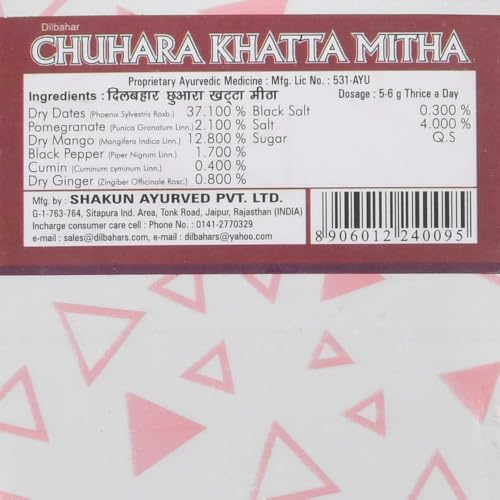 Dilbahar
CHUHARA KHATTA MITHA
Proprietary Ayurvedic Medicine : Mfg. Lic No. : 531-AYU
Ingredients : दिलबहार छुआरा खट्टा मीठा Dosage : 5-6 g Thrice a Day
Dry Dates (Phoenix Sylvestris Roxb.) 37.100 % Black Salt 0.300 %
Pomegranate (Punica Granatum Linn.) 2.100 % Salt 4.000 %
Dry Mango (Mangifera Indica Linn.) 12.800 % Sugar Q.S
Black Pepper (Piper Nigrum Linn.) 1.700 %
Cumin (Cuminum cyminum Linn.) 0.400 %
Dry Ginger (Zingiber Officinale Rosc.) 0.800 %
Mfg. by : SHAKUN AYURVED PVT. LTD.
G-1-763-764, Sitapura Ind. Area, Tonk Road, Jaipur, Rajasthan (INDIA)
Incharge consumer care cell : Phone No. : 0141-2770329
e-mail : sales@dilbahars.com, e-mail : dilbahars@yahoo.com
8906012240095